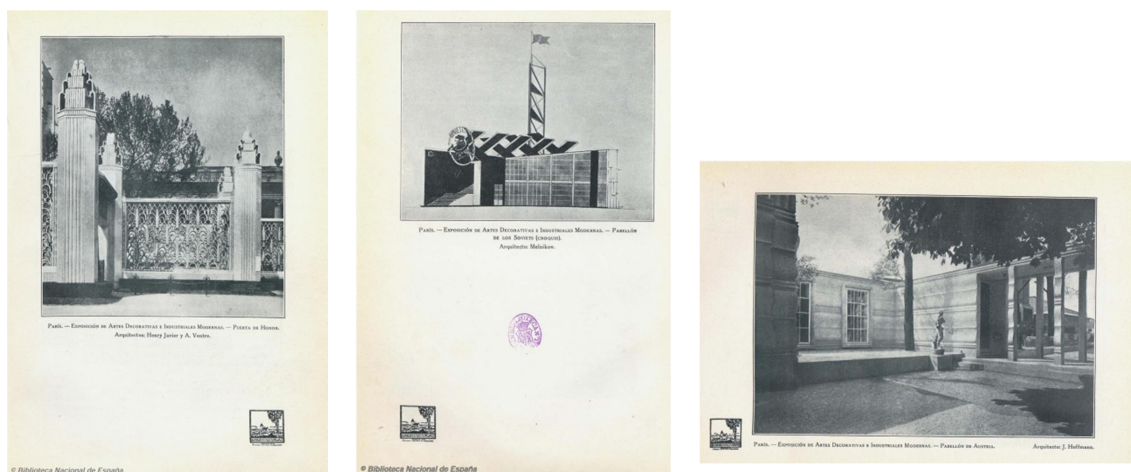 París. — Exposición de Artes Decorativas e Industriales Modernas. — Puerta de Honor.
Arquitectos: Henry Javier y A. Ventre.
© Biblioteca Nacional de España
París. — Exposición de Artes Decorativas e Industriales Modernas. — Pabellón
de los Soviets (croquis).
Arquitecto: Melnikon.
© Biblioteca Nacional de España
París. — Exposición de Artes Decorativas e Industriales Modernas. — Pabellón de Austria.
Arquitecto: J. Hoffmann.